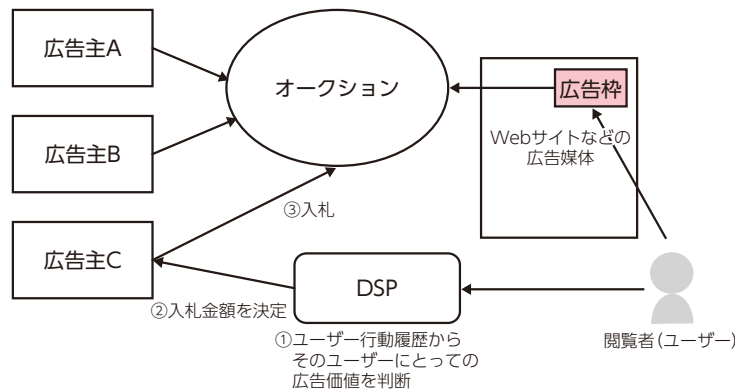 広告主A
オークション
広告枠
Webサイトなどの
広告媒体
広告主B
③入札
広告主C
DSP
②入札金額を決定
①ユーザー行動履歴から
そのユーザーにとっての
広告価値を判断
閲覧者(ユーザー)